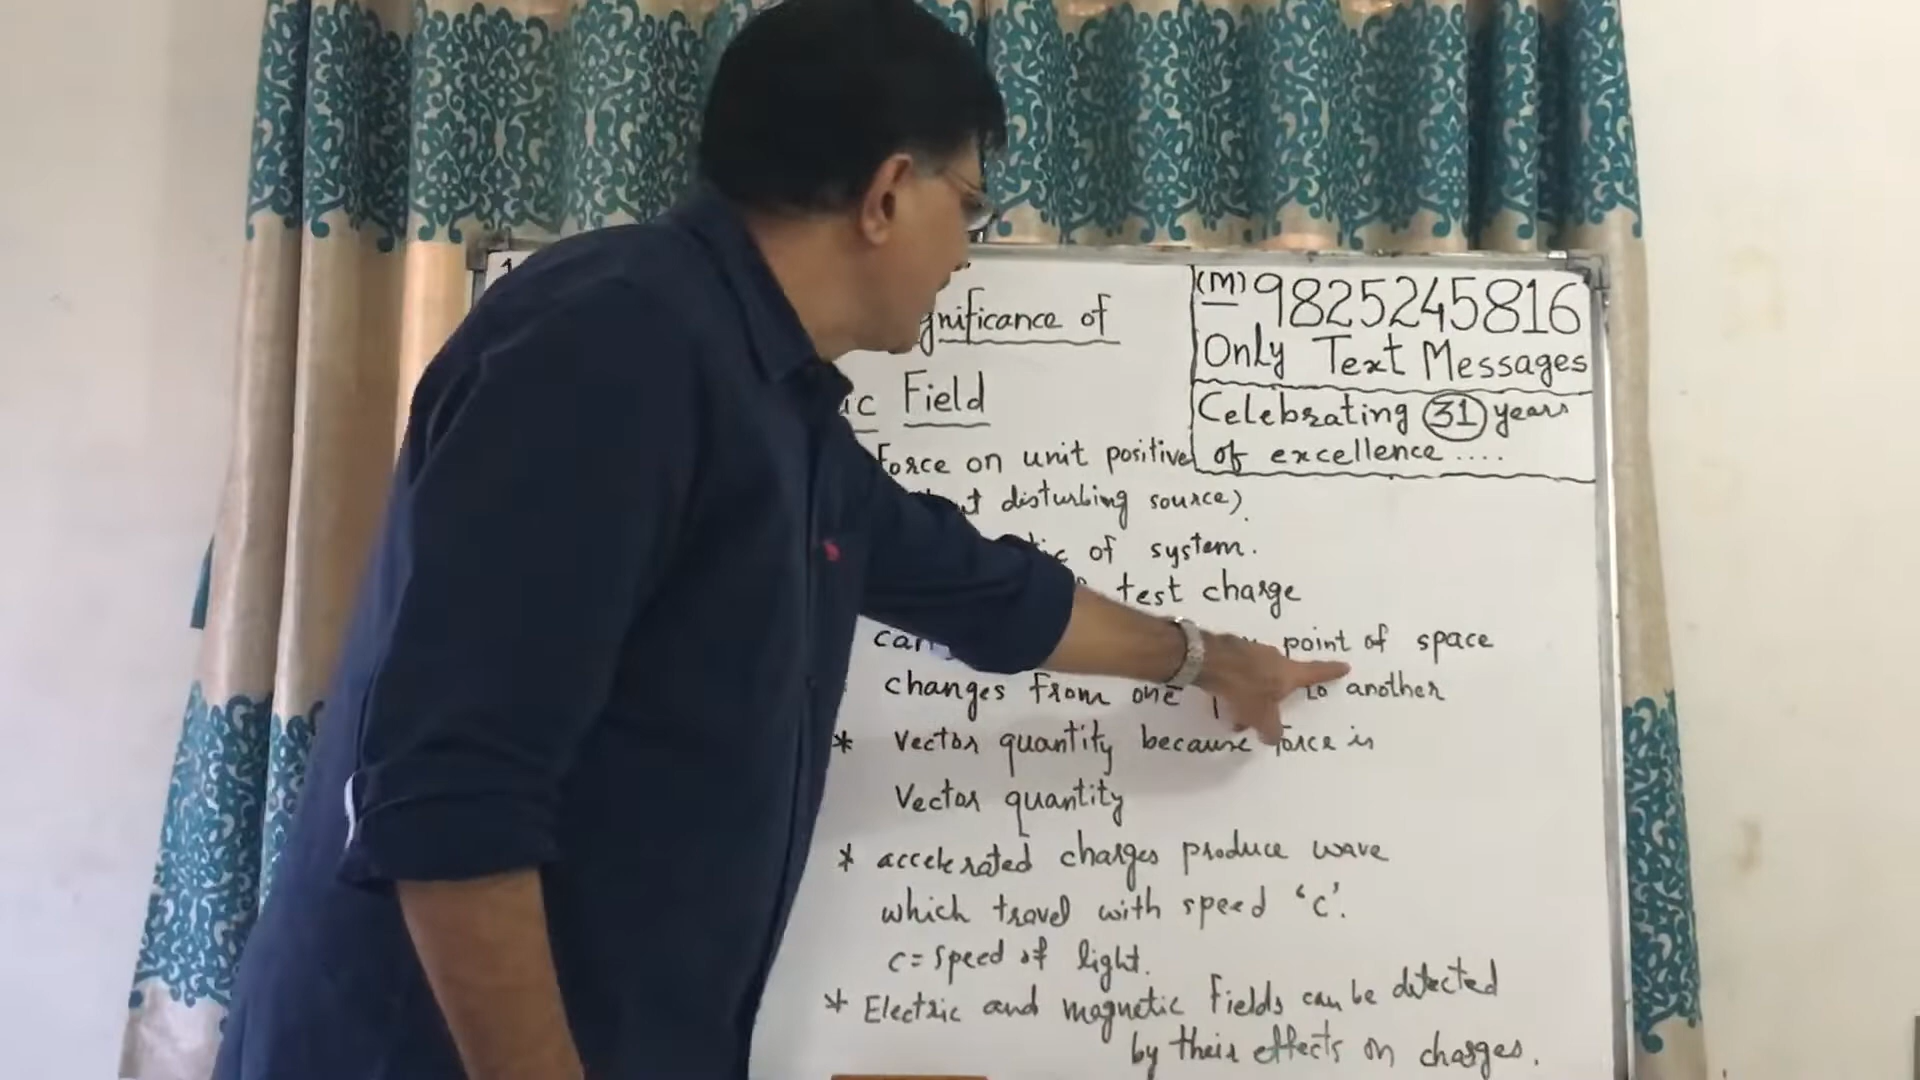 gnificance of
ic Field
Force on unit positive
disturbing source).
of system.
test charge
point of space
changes from one to another
* Vector quantity because force is
Vector quantity
* accelerated charges produce wave
which travel with speed 'c'.
c = speed of light.
* Electric and magnetic fields can be detected
by their effects on charges.
(M) 9825245816
Only Text Messages
Celebrating 31 years
of excellence ....